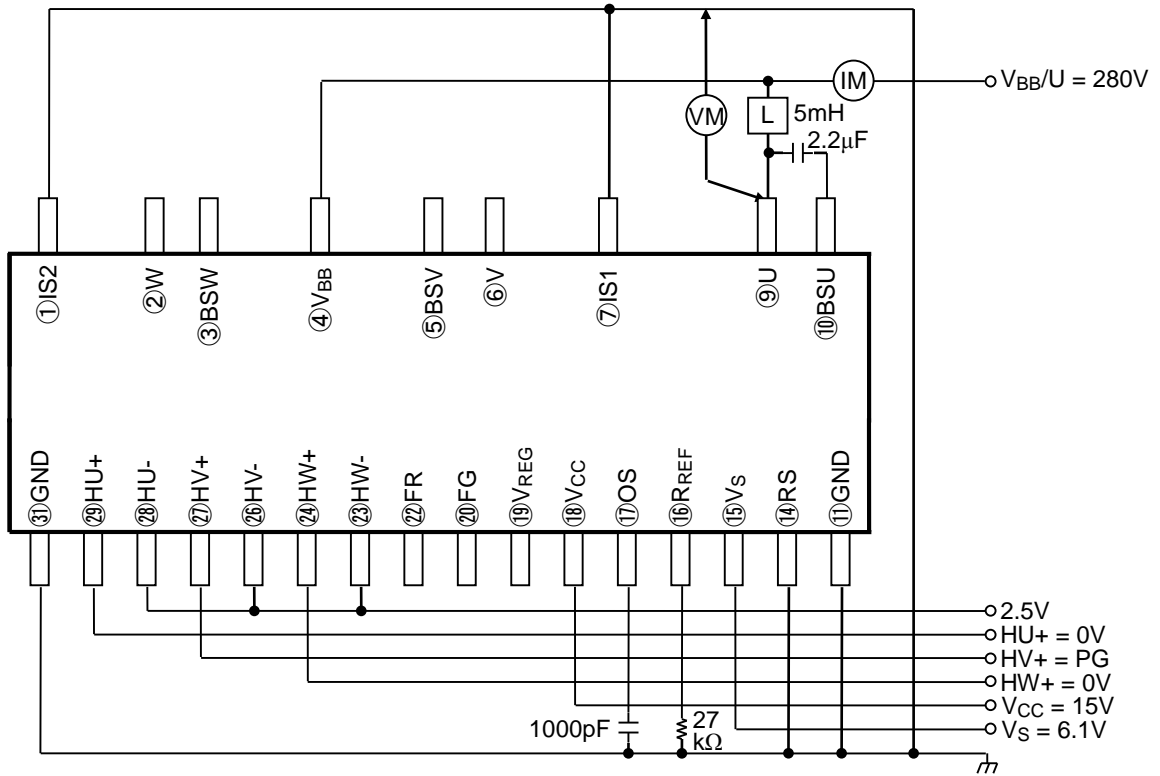 IM
V_BB/U = 280V
VM
L
5mH
2.2μF
①IS2
②W
③BSW
④V_BB
⑤BSV
⑥V
⑦IS1
⑨U
⑩BSU
㉛GND
㉙HU+
㉘HU-
㉗HV+
㉖HV-
㉔HW+
㉓HW-
㉒FR
⑳FG
⑲V_REG
⑱V_CC
⑰OS
⑯R_REF
⑮V_S
⑭RS
⑪GND
2.5V
HU+ = 0V
HV+ = PG
HW+ = 0V
V_CC = 15V
V_S = 6.1V
1000pF
27
kΩ